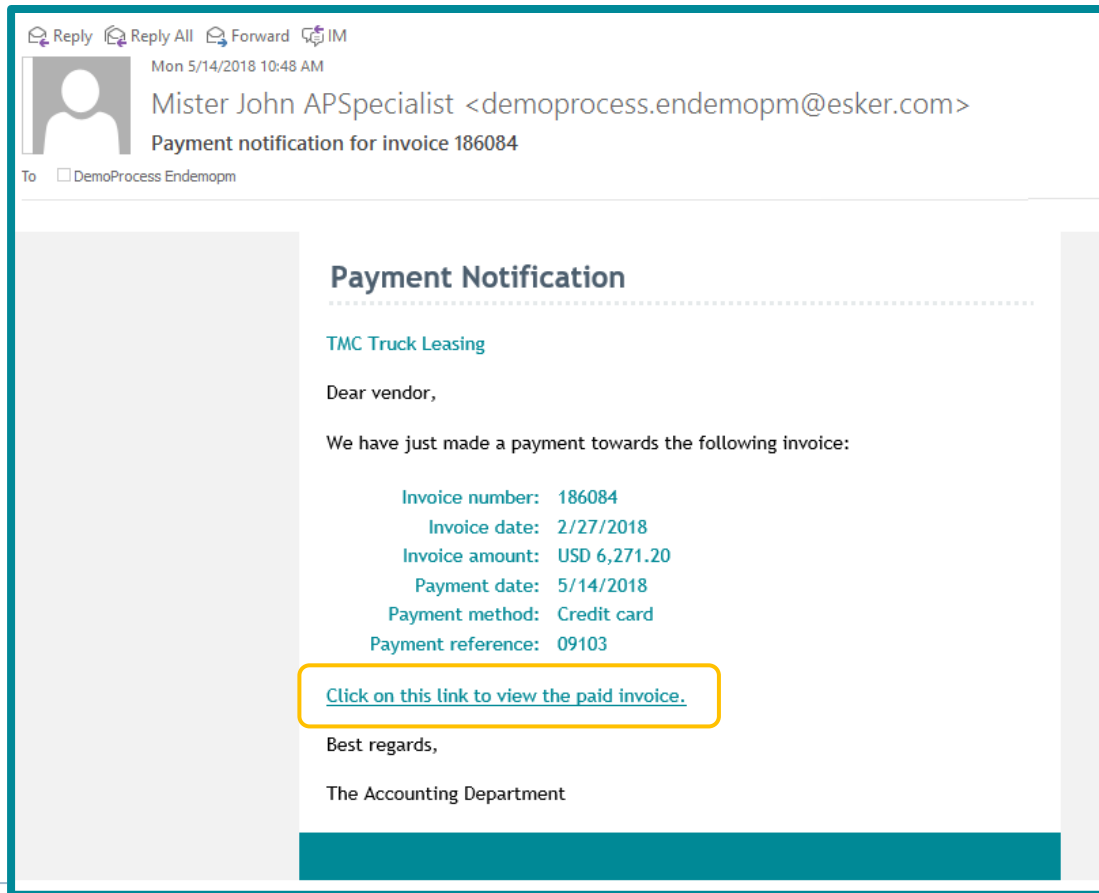 Reply Reply All Forward IM
Mon 5/14/2018 10:48 AM
Mister John APSpecialist <demoprocess.endemopm@esker.com>
Payment notification for invoice 186084
To DemoProcess Endemopm
Payment Notification
TMC Truck Leasing
Dear vendor,
We have just made a payment towards the following invoice:
Invoice number: 186084
Invoice date: 2/27/2018
Invoice amount: USD 6,271.20
Payment date: 5/14/2018
Payment method: Credit card
Payment reference: 09103
Click on this link to view the paid invoice.
Best regards,
The Accounting Department